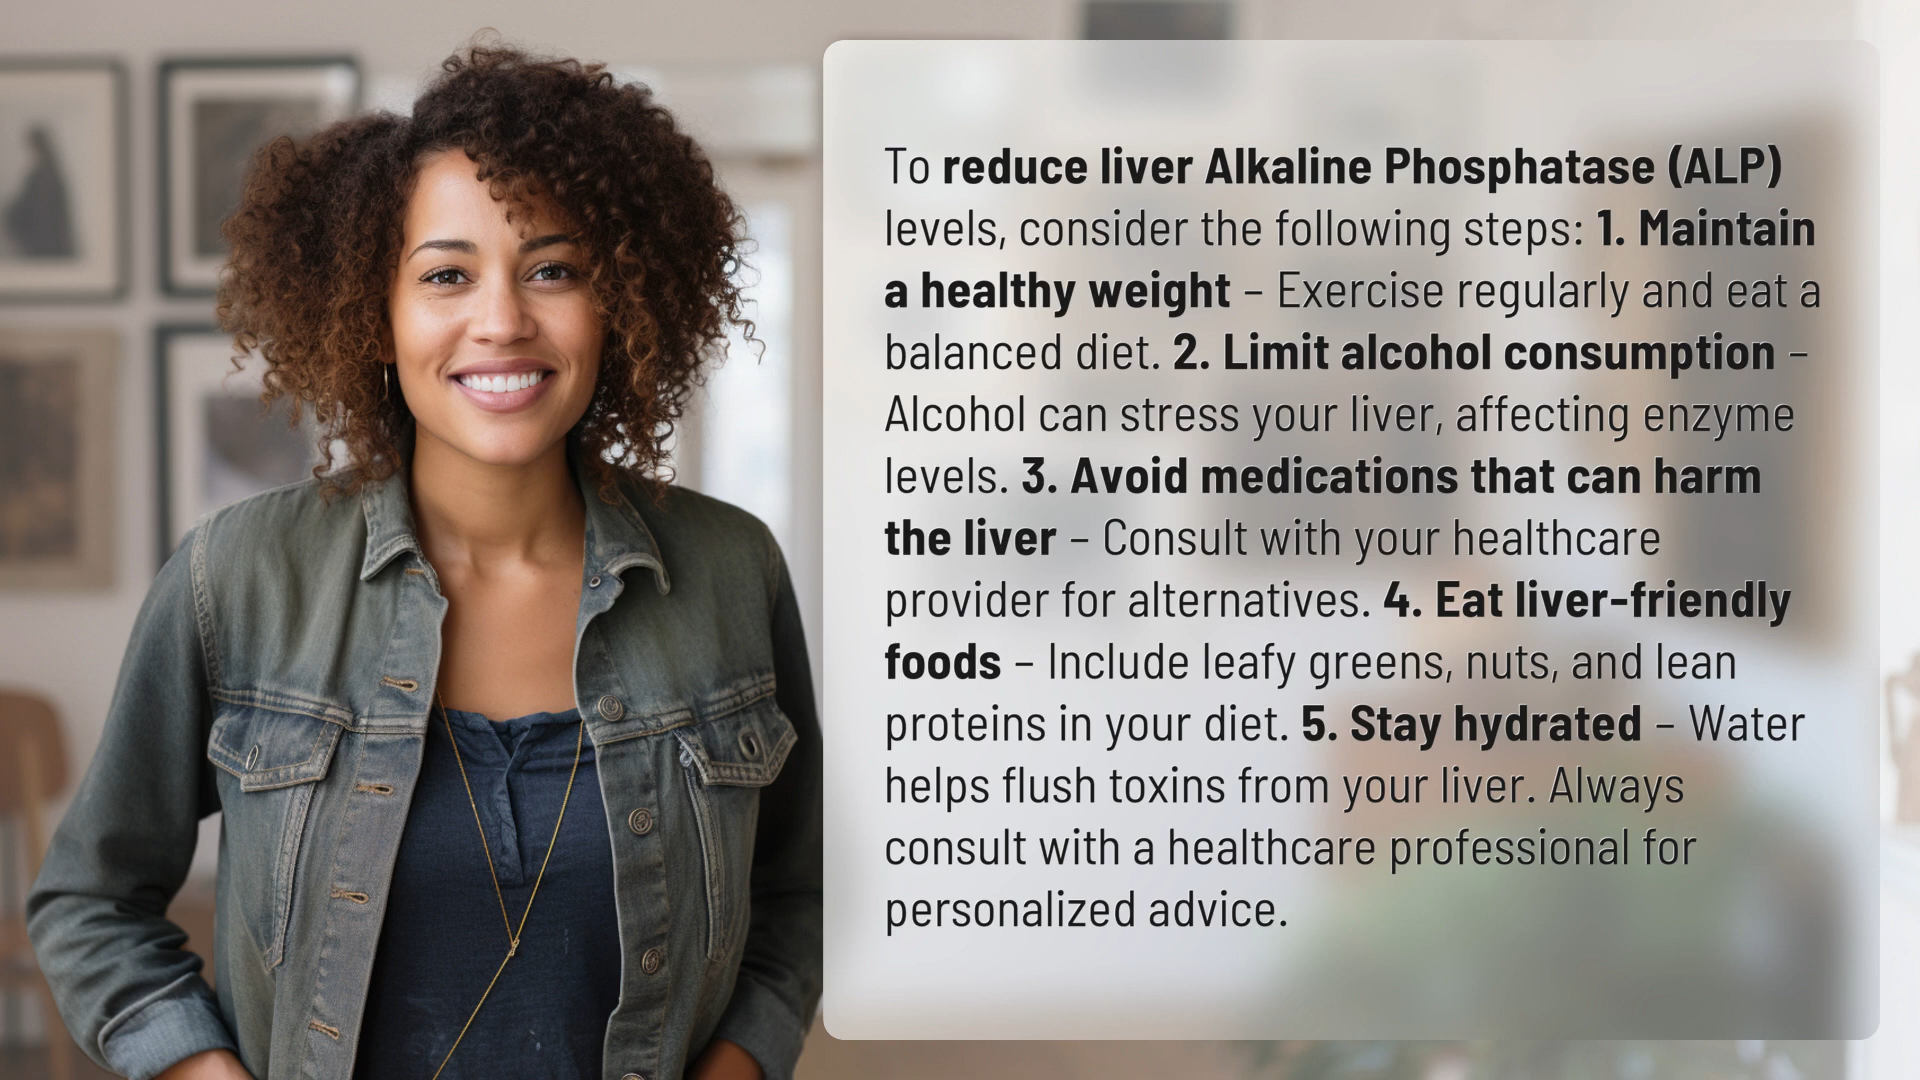 To reduce liver Alkaline Phosphatase (ALP)
levels, consider the following steps: 1. Maintain
a healthy weight – Exercise regularly and eat a
balanced diet. 2. Limit alcohol consumption –
Alcohol can stress your liver, affecting enzyme
levels. 3. Avoid medications that can harm
the liver – Consult with your healthcare
provider for alternatives. 4. Eat liver-friendly
foods – Include leafy greens, nuts, and lean
proteins in your diet. 5. Stay hydrated – Water
helps flush toxins from your liver. Always
consult with a healthcare professional for
personalized advice.